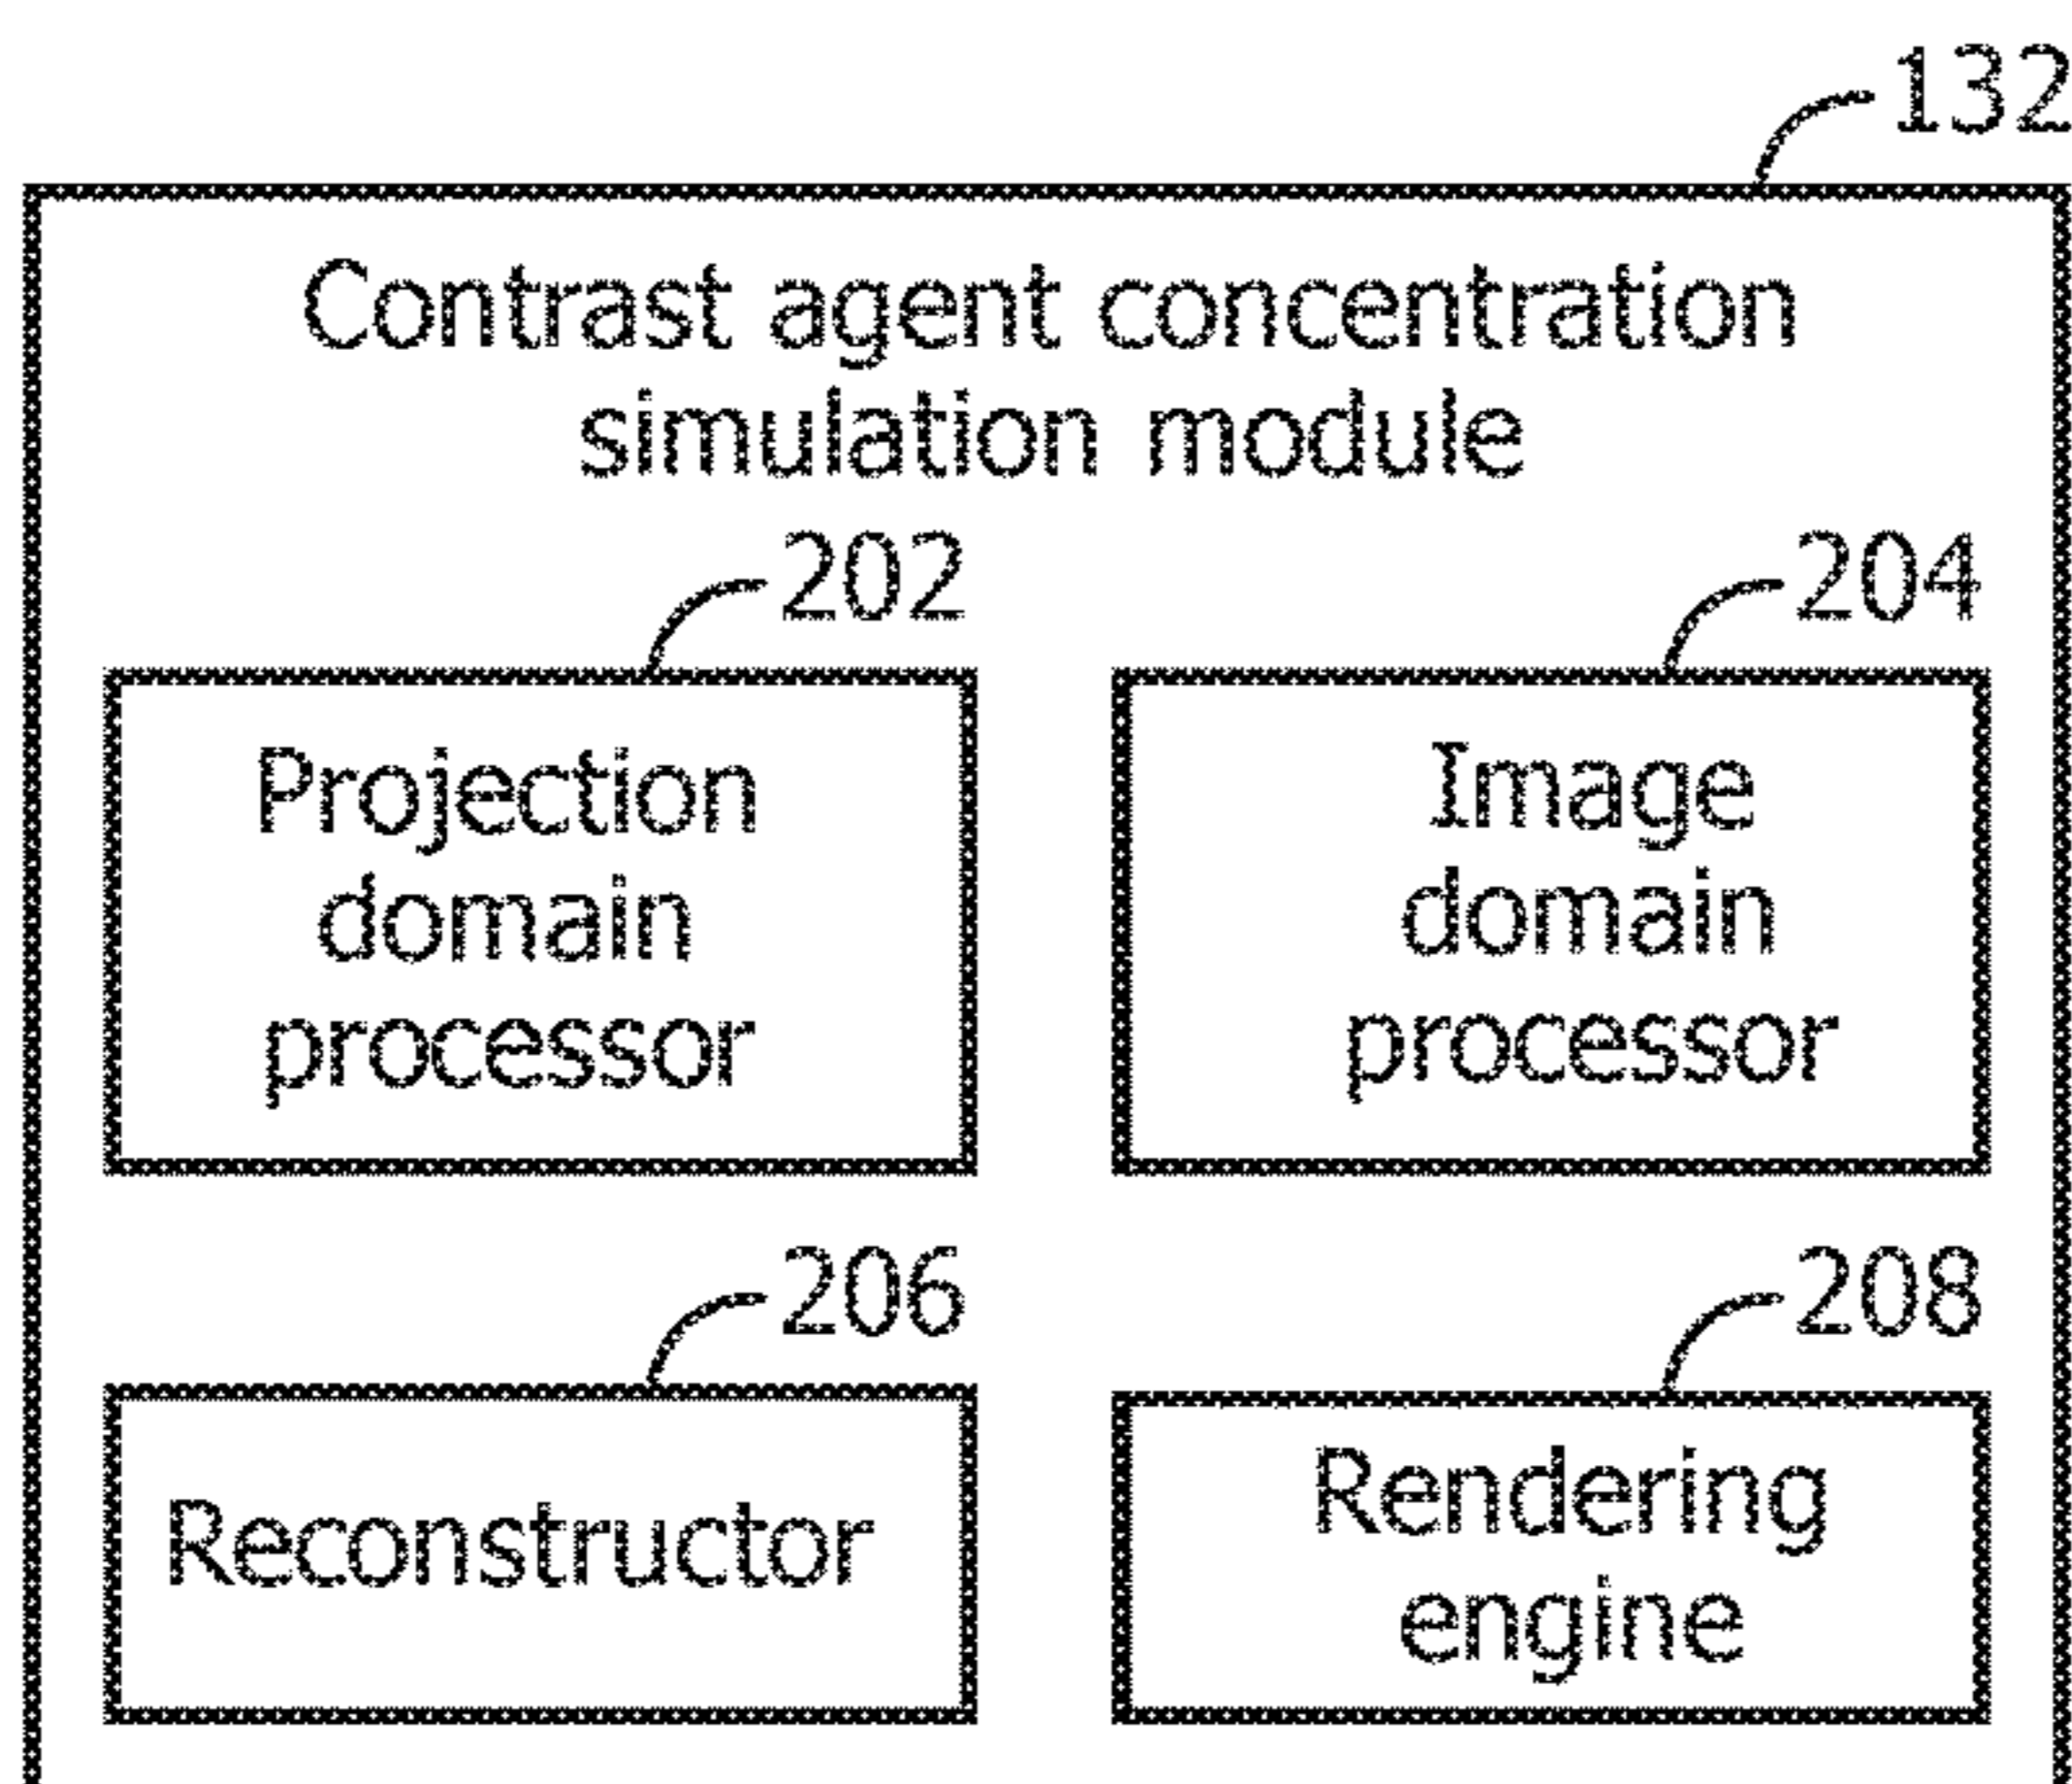 132
Contrast agent concentration
simulation module
202
Projection
domain
processor
204
Image
domain
processor
206
Reconstructor
208
Rendering
engine